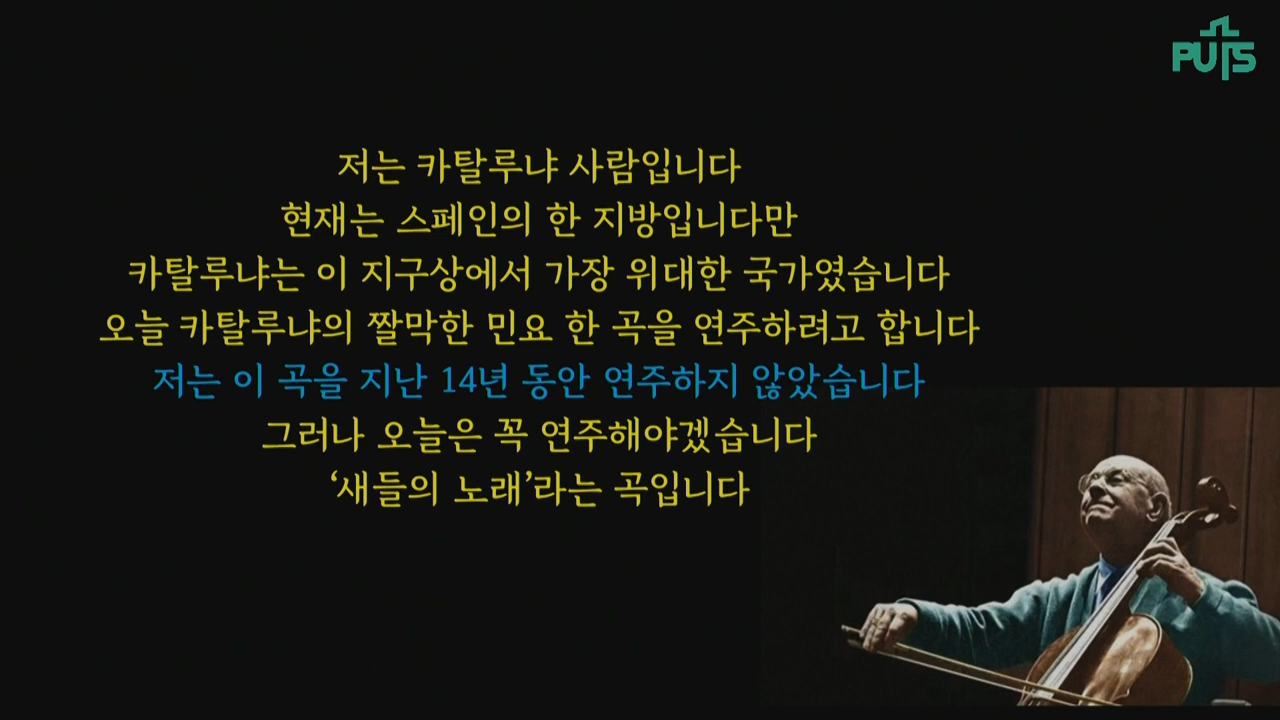 PUTS
저는 카탈루냐 사람입니다
현재는 스페인의 한 지방입니다만
카탈루냐는 이 지구상에서 가장 위대한 국가였습니다
오늘 카탈루냐의 짤막한 민요 한 곡을 연주하려고 합니다
저는 이 곡을 지난 14년 동안 연주하지 않았습니다
그러나 오늘은 꼭 연주해야겠습니다
‘새들의 노래’라는 곡입니다